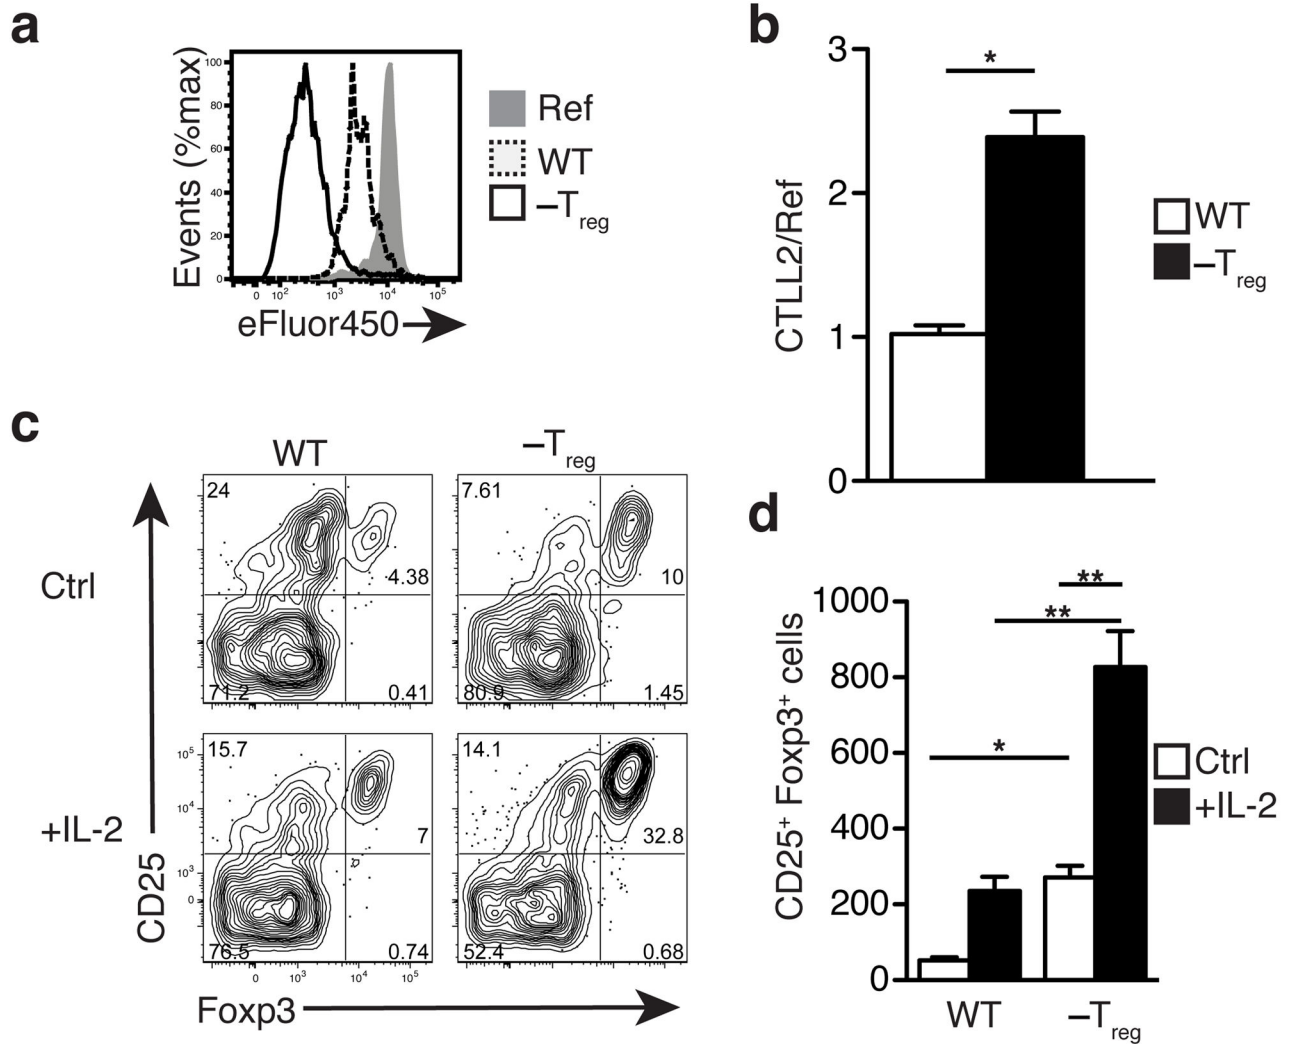 a
Events (%max)
100
80
60
40
20
0
0 10² 10³ 10⁴ 10⁵
eFluor450
Ref
WT
–Treg
b
CTLL2/Ref
3
2
1
0
*
WT
–Treg
c
WT –Treg
Ctrl
24
4.38
71.2 0.41
7.61
10
80.9 1.45
+IL-2
CD25
10⁵
10⁴
10³
0
15.7
7
76.5 0.74
14.1
32.8
52.4 0.68
0 10³ 10⁴ 10⁵
Foxp3
d
CD25⁺ Foxp3⁺ cells
1000
800
600
400
200
0
**
**
*
Ctrl
+IL-2
WT –Treg